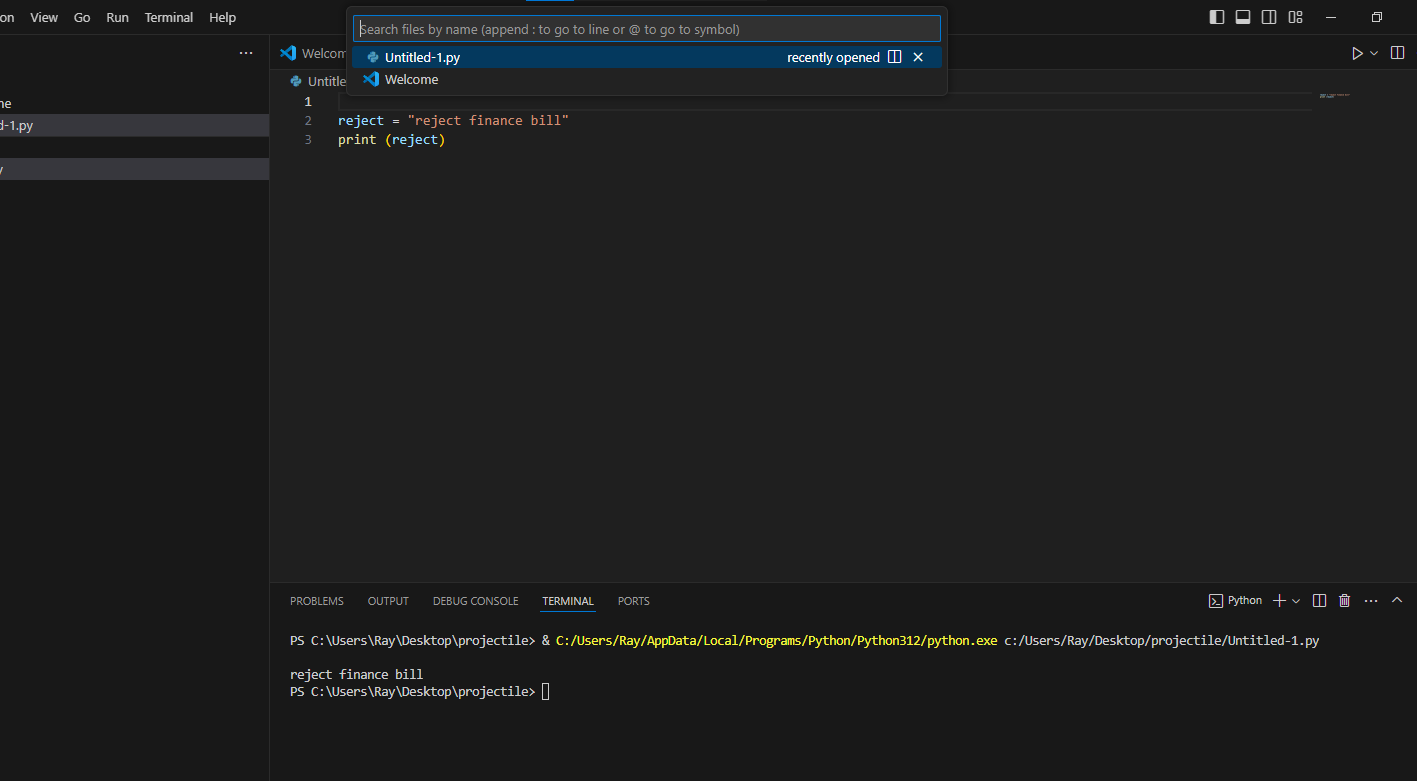 on View Go Run Terminal Help
Search files by name (append : to go to line or @ to go to symbol)
Untitled-1.py recently opened
Welcome
Welcom
Untitle
me
d-1.py
y
1
2 reject = "reject finance bill"
3 print (reject)
PROBLEMS OUTPUT DEBUG CONSOLE TERMINAL PORTS
Python
PS C:\Users\Ray\Desktop\projectile> & C:/Users/Ray/AppData/Local/Programs/Python/Python312/python.exe c:/Users/Ray/Desktop/projectile/Untitled-1.py
reject finance bill
PS C:\Users\Ray\Desktop\projectile>